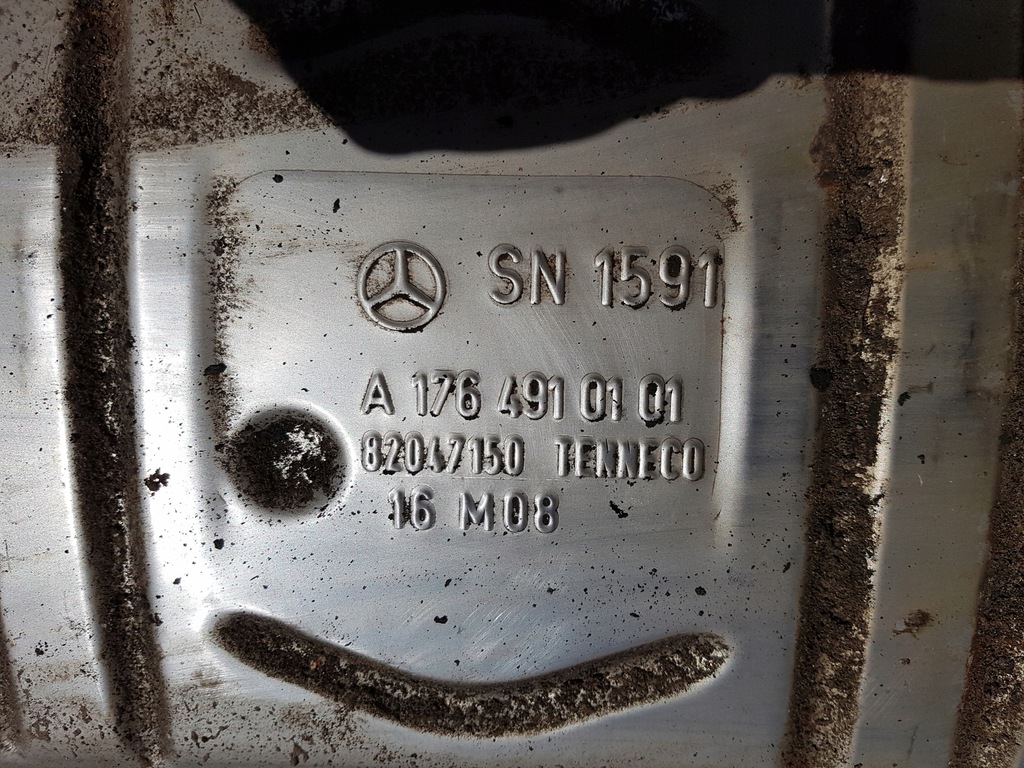 SN 1591
A 176 491 01 01
82047150 TENNECO
16 M08